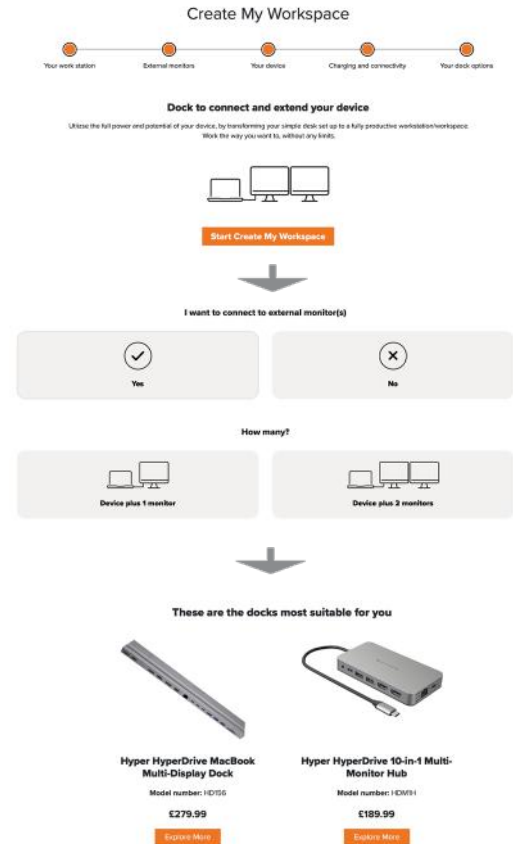 Create My Workspace
Your work station
External monitors
Your device
Charging and connectivity
Your dock options
Dock to connect and extend your device
Utilise the full power and potential of your device, by transforming your simple desk set up to a fully productive workstation/workspace.
Work the way you want to, without any limits.
Start Create My Workspace
I want to connect to external monitor(s)
Yes
No
How many?
Device plus 1 monitor
Device plus 2 monitors
These are the docks most suitable for you
Hyper HyperDrive MacBook
Multi-Display Dock
Model number: HD156
£279.99
Explore More
Hyper HyperDrive 10-in-1 Multi-
Monitor Hub
Model number: HDM1H
£189.99
Explore More